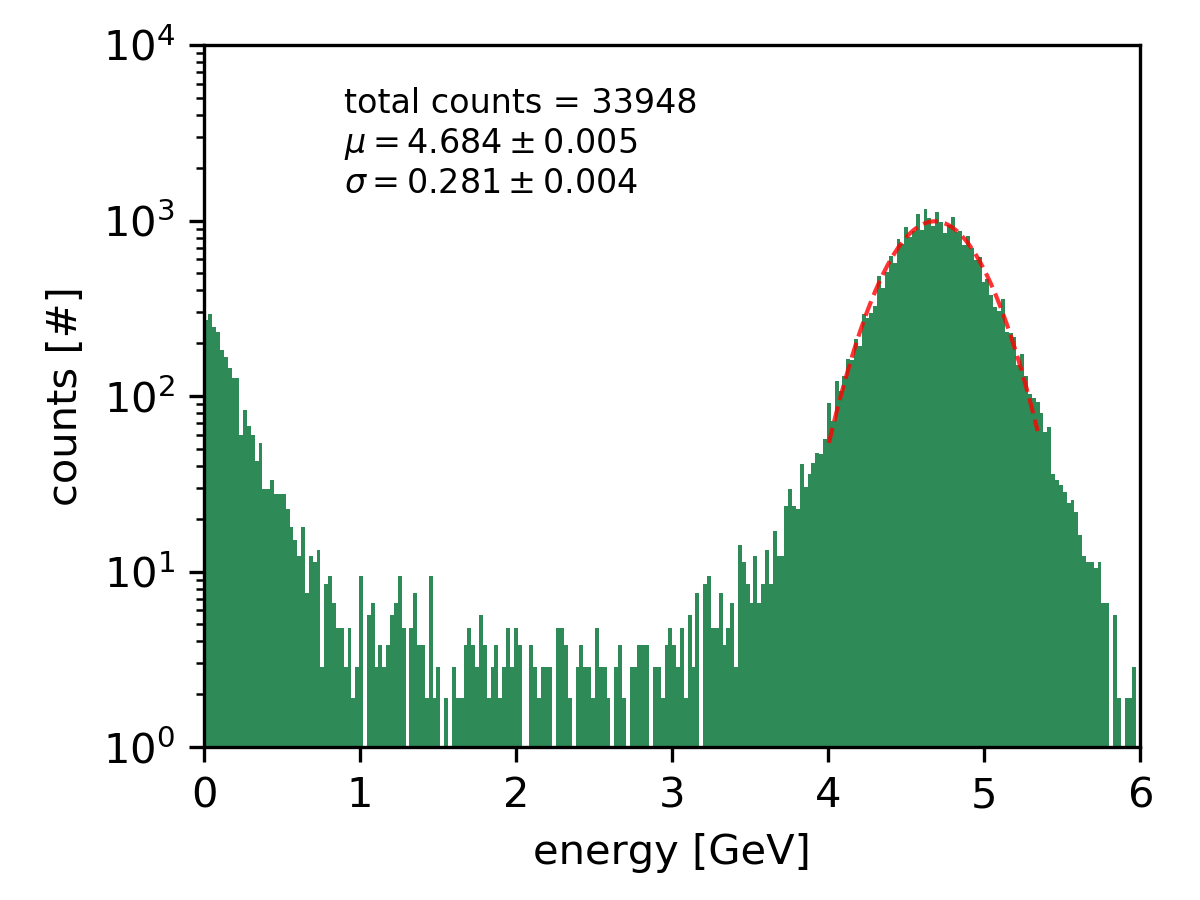 10⁴
total counts = 33948
μ = 4.684 ± 0.005
σ = 0.281 ± 0.004
10³
counts [#]
10²
10¹
10⁰
0 1 2 3 4 5 6
energy [GeV]